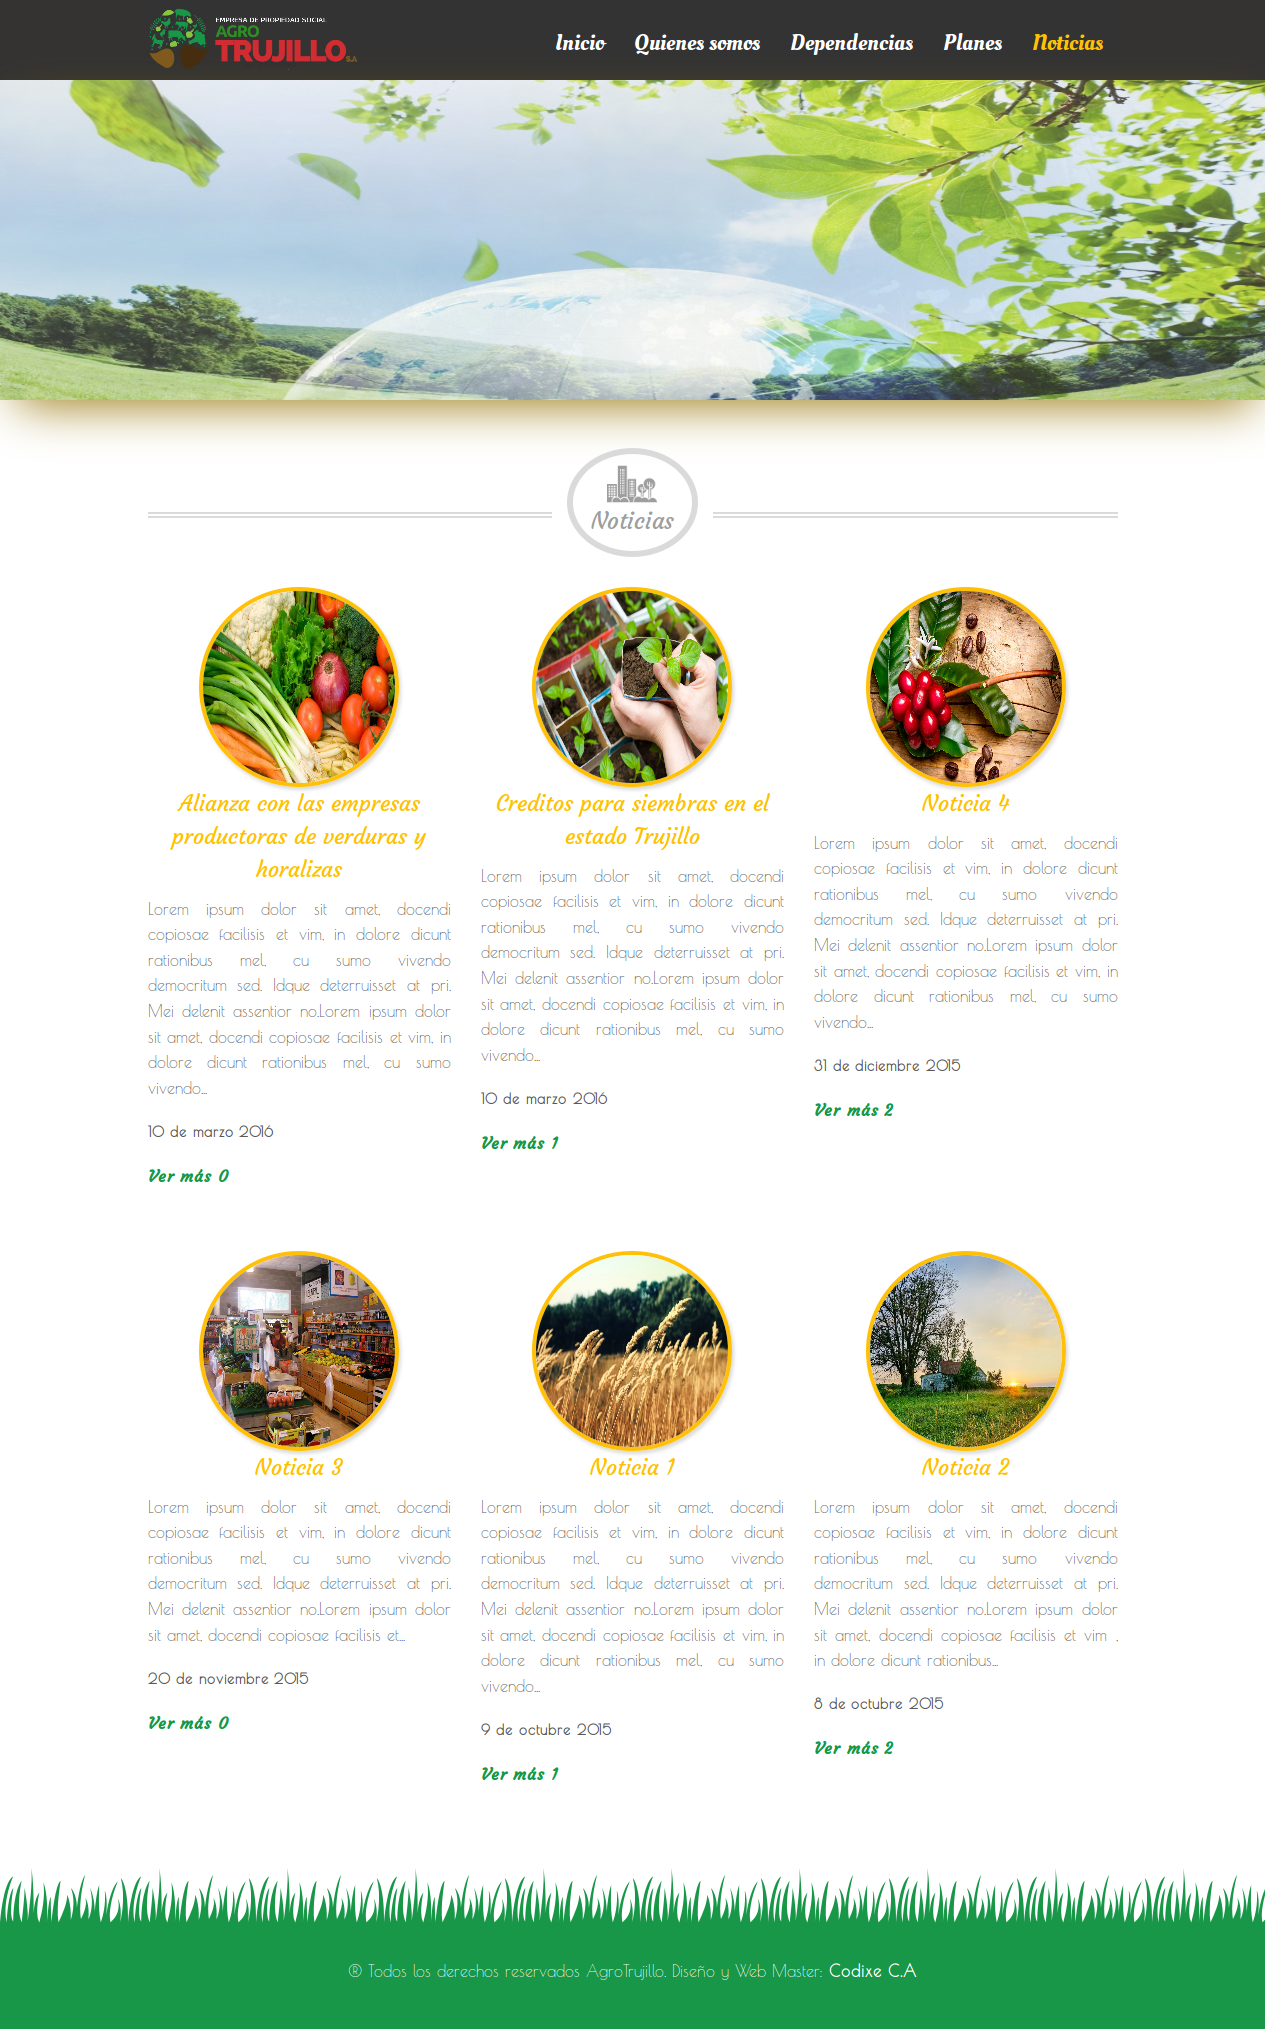 EMPRESA DE PROPIEDAD SOCIAL
AGRO
TRUJILLO S.A
Inicio Quienes somos Dependencias Planes Noticias
Noticias
Alianza con las empresas
productoras de verduras y
horalizas
Lorem ipsum dolor sit amet, docendi
copiosae facilisis et vim, in dolore dicunt
rationibus mel, cu sumo vivendo
democritum sed. Idque deterruisset at pri.
Mei delenit assentior no.Lorem ipsum dolor
sit amet, docendi copiosae facilisis et vim, in
dolore dicunt rationibus mel, cu sumo
vivendo...
10 de marzo 2016
Ver más 0
Creditos para siembras en el
estado Trujillo
Lorem ipsum dolor sit amet, docendi
copiosae facilisis et vim, in dolore dicunt
rationibus mel, cu sumo vivendo
democritum sed. Idque deterruisset at pri.
Mei delenit assentior no.Lorem ipsum dolor
sit amet, docendi copiosae facilisis et vim, in
dolore dicunt rationibus mel, cu sumo
vivendo...
10 de marzo 2016
Ver más 1
Noticia 4
Lorem ipsum dolor sit amet, docendi
copiosae facilisis et vim, in dolore dicunt
rationibus mel, cu sumo vivendo
democritum sed. Idque deterruisset at pri.
Mei delenit assentior no.Lorem ipsum dolor
sit amet, docendi copiosae facilisis et vim, in
dolore dicunt rationibus mel, cu sumo
vivendo...
31 de diciembre 2015
Ver más 2
Noticia 3
Lorem ipsum dolor sit amet, docendi
copiosae facilisis et vim, in dolore dicunt
rationibus mel, cu sumo vivendo
democritum sed. Idque deterruisset at pri.
Mei delenit assentior no.Lorem ipsum dolor
sit amet, docendi copiosae facilisis et...
20 de noviembre 2015
Ver más 0
Noticia 1
Lorem ipsum dolor sit amet, docendi
copiosae facilisis et vim, in dolore dicunt
rationibus mel, cu sumo vivendo
democritum sed. Idque deterruisset at pri.
Mei delenit assentior no.Lorem ipsum dolor
sit amet, docendi copiosae facilisis et vim, in
dolore dicunt rationibus mel, cu sumo
vivendo...
9 de octubre 2015
Ver más 1
Noticia 2
Lorem ipsum dolor sit amet, docendi
copiosae facilisis et vim, in dolore dicunt
rationibus mel, cu sumo vivendo
democritum sed. Idque deterruisset at pri.
Mei delenit assentior no.Lorem ipsum dolor
sit amet, docendi copiosae facilisis et vim ,
in dolore dicunt rationibus...
8 de octubre 2015
Ver más 2
® Todos los derechos reservados AgroTrujillo. Diseño y Web Master: Codixe C.A